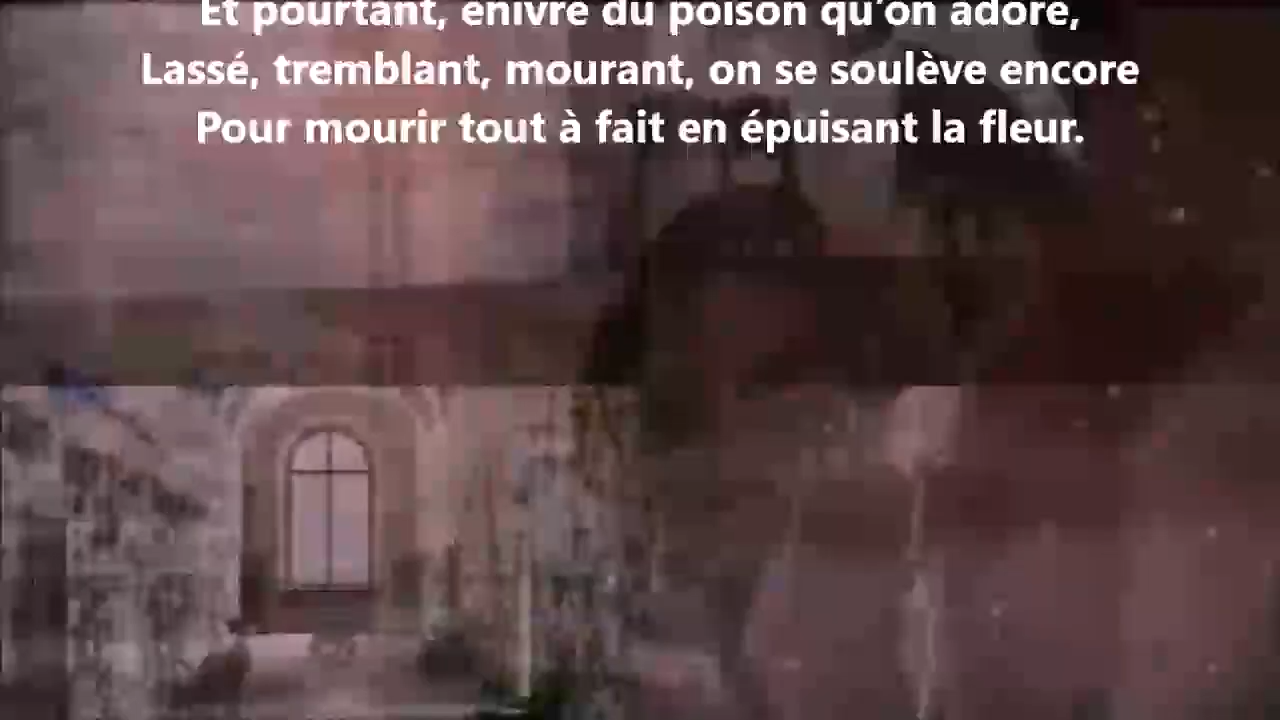 Et pourtant, enivré du poison qu'on adore,
Lassé, tremblant, mourant, on se soulève encore
Pour mourir tout à fait en épuisant la fleur.